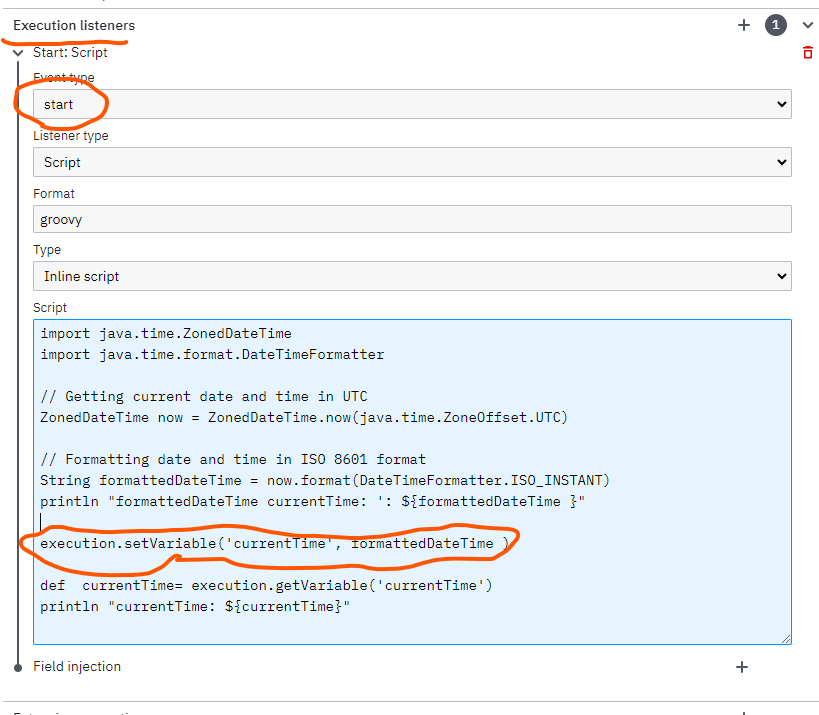 Execution listeners
1
Start: Script
Event type
start
Listener type
Script
Format
groovy
Type
Inline script
Script
import java.time.ZonedDateTime
import java.time.format.DateTimeFormatter
// Getting current date and time in UTC
ZonedDateTime now = ZonedDateTime.now(java.time.ZoneOffset.UTC)
// Formatting date and time in ISO 8601 format
String formattedDateTime = now.format(DateTimeFormatter.ISO_INSTANT)
println "formattedDateTime currentTime: ': ${formattedDateTime }"
execution.setVariable('currentTime', formattedDateTime )
def  currentTime= execution.getVariable('currentTime')
println "currentTime: ${currentTime}"
Field injection